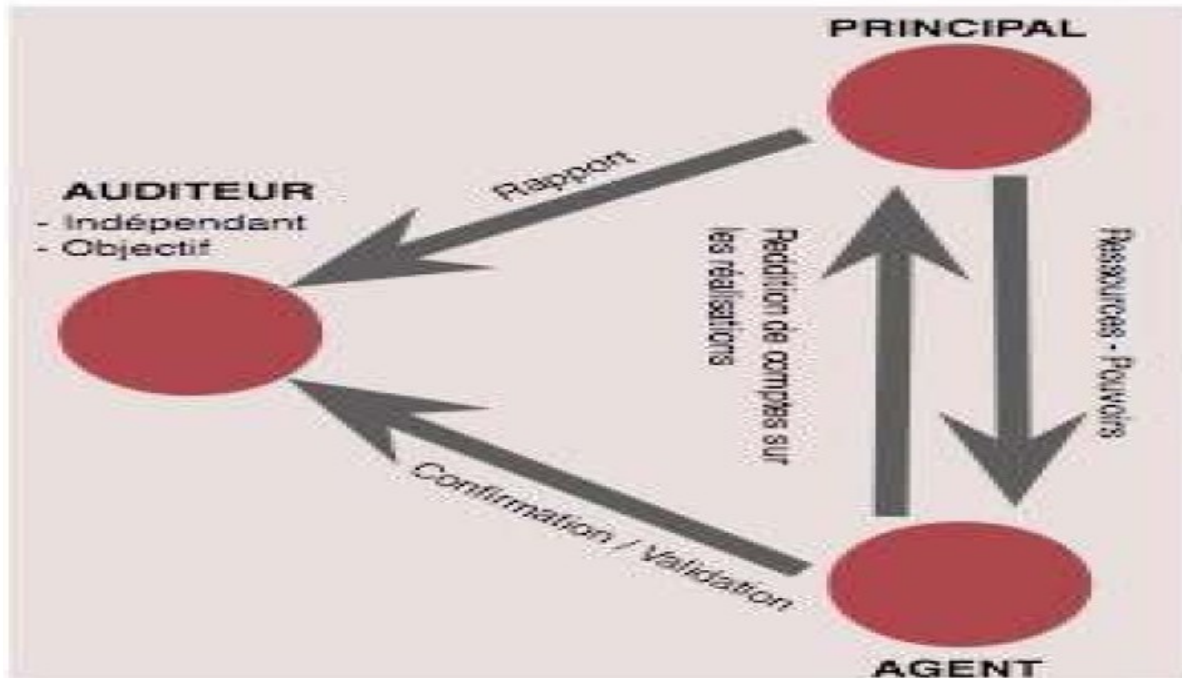 PRINCIPAL
Rapport
AUDITEUR
- Indépendant
- Objectif
Reddition de comptes sur
les réalisations
Ressources - Pouvoirs
Confirmation / Validation
AGENT